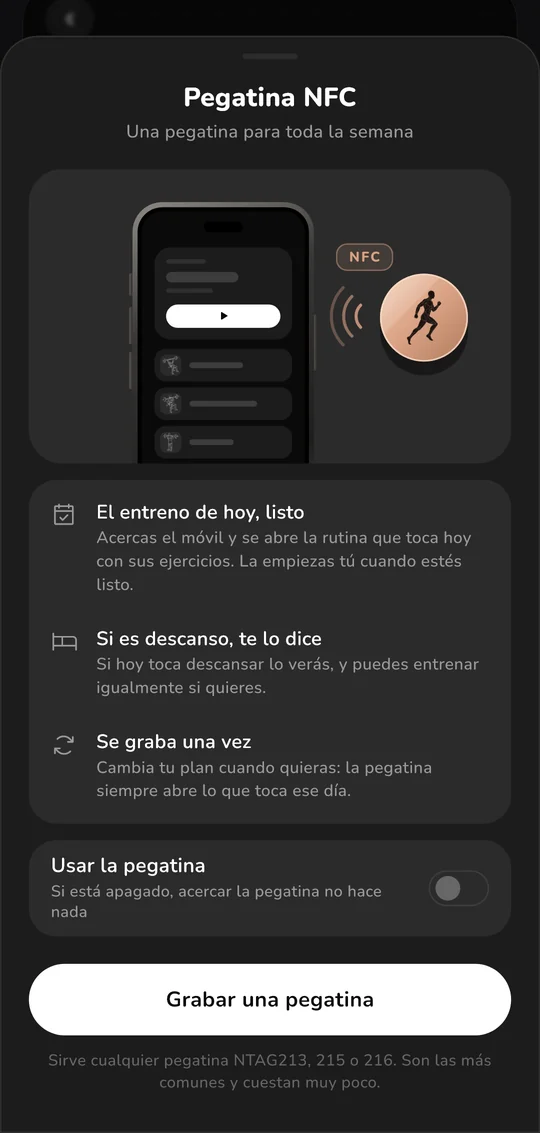 Pegatina NFC
Una pegatina para toda la semana
NFC
El entreno de hoy, listo
Acercas el móvil y se abre la rutina que toca hoy
con sus ejercicios. La empiezas tú cuando estés
listo.
Si es descanso, te lo dice
Si hoy toca descansar lo verás, y puedes entrenar
igualmente si quieres.
Se graba una vez
Cambia tu plan cuando quieras: la pegatina
siempre abre lo que toca ese día.
Usar la pegatina
Si está apagado, acercar la pegatina no hace
nada
Grabar una pegatina
Sirve cualquier pegatina NTAG213, 215 o 216. Son las más
comunes y cuestan muy poco.